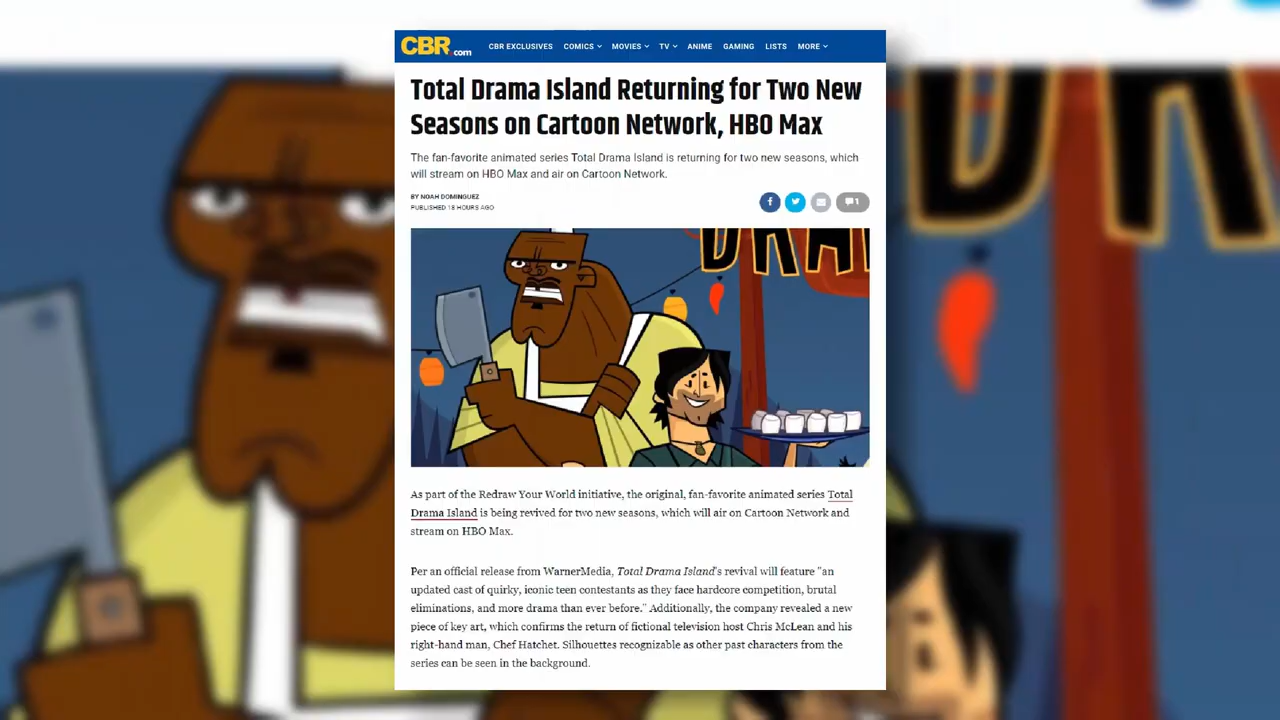 CBR.com
CBR EXCLUSIVES COMICS MOVIES TV ANIME GAMING LISTS MORE
Total Drama Island Returning for Two New
Seasons on Cartoon Network, HBO Max
The fan-favorite animated series Total Drama Island is returning for two new seasons, which
will stream on HBO Max and air on Cartoon Network.
BY NOAH DOMINGUEZ
PUBLISHED 18 HOURS AGO
1
DRA
As part of the Redraw Your World initiative, the original, fan-favorite animated series Total
Drama Island is being revived for two new seasons, which will air on Cartoon Network and
stream on HBO Max.
Per an official release from WarnerMedia, Total Drama Island's revival will feature "an
updated cast of quirky, iconic teen contestants as they face hardcore competition, brutal
eliminations, and more drama than ever before." Additionally, the company revealed a new
piece of key art, which confirms the return of fictional television host Chris McLean and his
right-hand man, Chef Hatchet. Silhouettes recognizable as other past characters from the
series can be seen in the background.